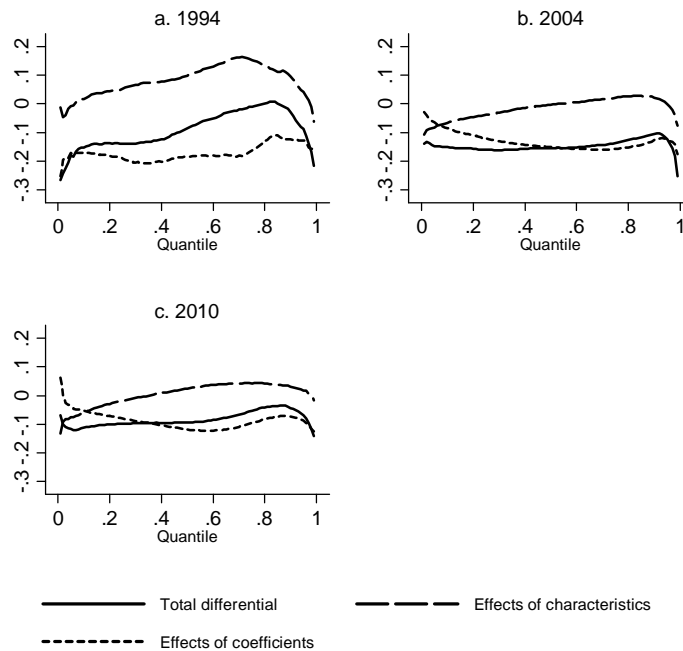 a. 1994
.2
.1
0
-.1
-.2
-.3
0 .2 .4 .6 .8 1
Quantile
b. 2004
.2
.1
0
-.1
-.2
-.3
0 .2 .4 .6 .8 1
Quantile
c. 2010
.2
.1
0
-.1
-.2
-.3
0 .2 .4 .6 .8 1
Quantile
Total differential
Effects of characteristics
Effects of coefficients